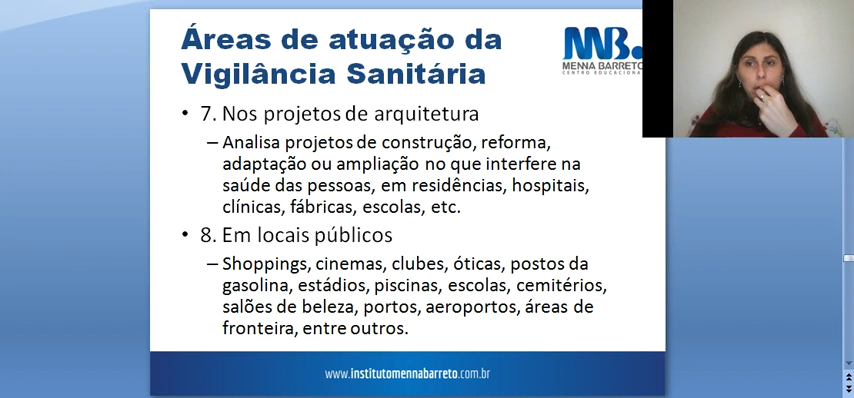 Áreas de atuação da
Vigilância Sanitária
MB.
MENNA BARRETO
CENTRO EDUCACIONAL
• 7. Nos projetos de arquitetura
– Analisa projetos de construção, reforma,
adaptação ou ampliação no que interfere na
saúde das pessoas, em residências, hospitais,
clínicas, fábricas, escolas, etc.
• 8. Em locais públicos
– Shoppings, cinemas, clubes, óticas, postos da
gasolina, estádios, piscinas, escolas, cemitérios,
salões de beleza, portos, aeroportos, áreas de
fronteira, entre outros.
www.institutomennabarreto.com.br